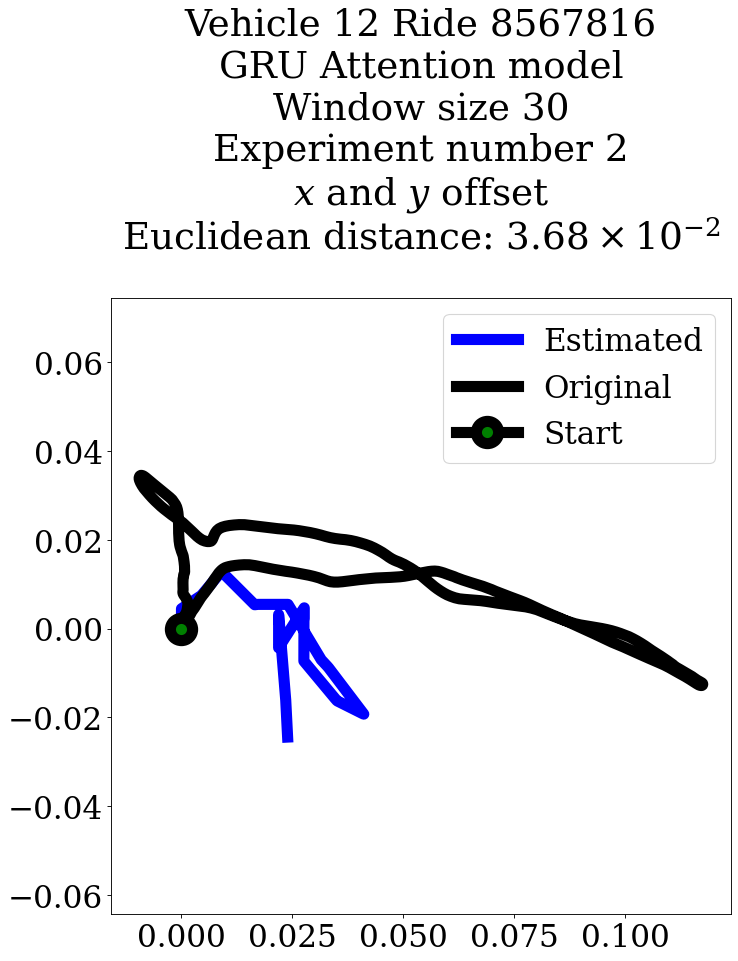 Vehicle 12 Ride 8567816
GRU Attention model
Window size 30
Experiment number 2
x and y offset
Euclidean distance: 3.68 × 10⁻²
Estimated
Original
Start
0.06
0.04
0.02
0.00
−0.02
−0.04
−0.06
0.000 0.025 0.050 0.075 0.100